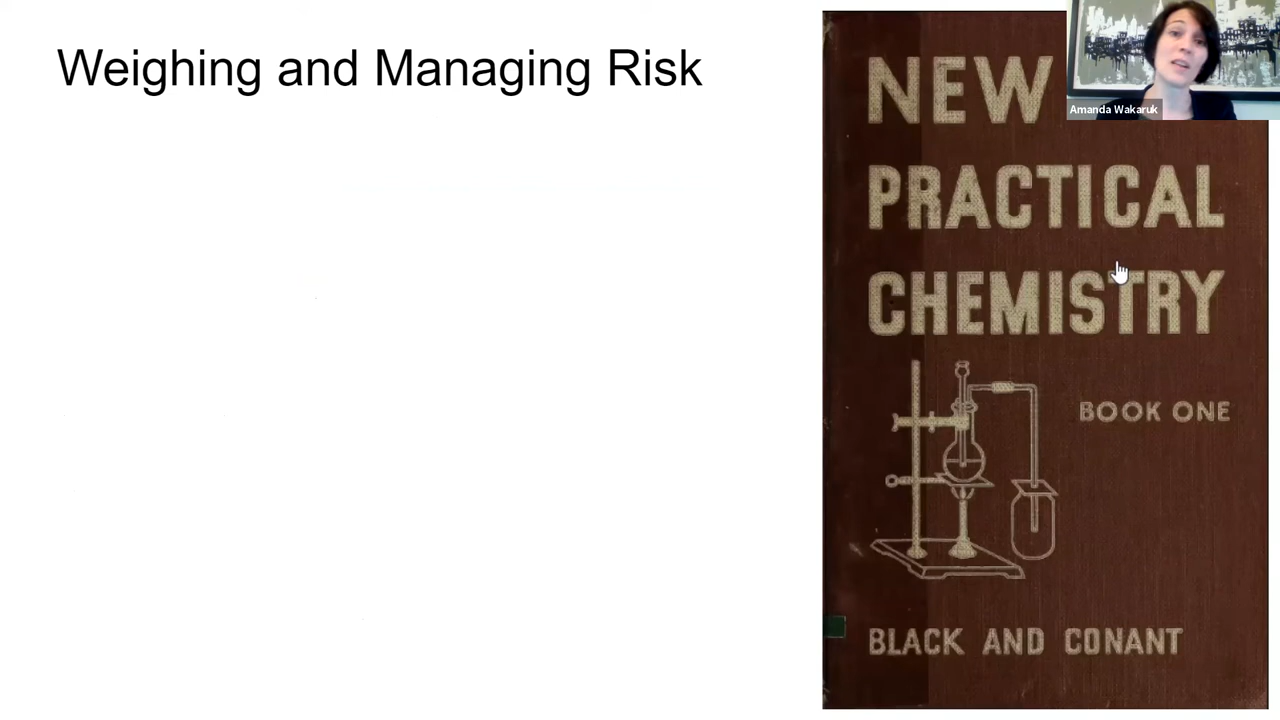 Weighing and Managing Risk
NEW
Amanda Wakaruk
PRACTICAL
CHEMISTRY
BOOK ONE
BLACK AND CONANT